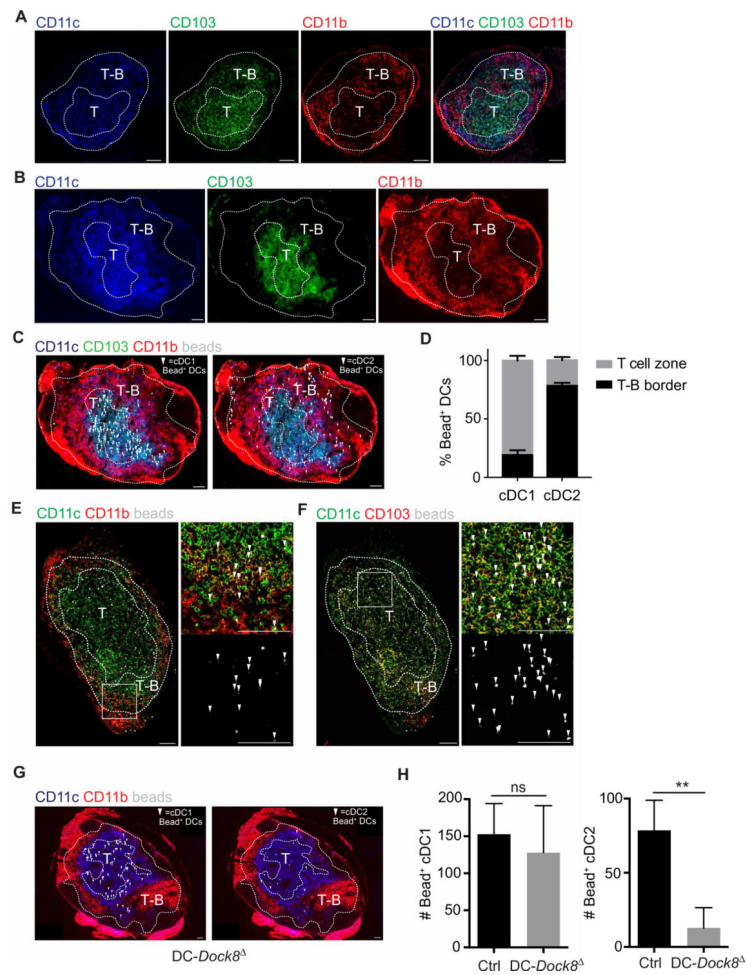 A
CD11c
CD103
CD11b
CD11c CD103 CD11b
T-B
T
T-B
T
T-B
T
T-B
T
B
CD11c
CD103
CD11b
T-B
T
T-B
T
T-B
T
C
CD11c CD103 CD11b beads
=cDC1
Bead⁺ DCs
T-B
T
=cDC2
Bead⁺ DCs
T-B
T
D
% Bead⁺ DCs
100
50
0
cDC1 cDC2
T cell zone
T-B border
E
CD11c CD11b beads
T
T-B
F
CD11c CD103 beads
T
T-B
G
CD11c CD11b beads
=cDC1
Bead⁺ DCs
T
T-B
=cDC2
Bead⁺ DCs
T
T-B
DC-Dock8Δ
H
# Bead⁺ cDC1
200
150
100
50
0
ns
Ctrl DC-Dock8Δ
# Bead⁺ cDC2
100
50
0
**
Ctrl DC-Dock8Δ